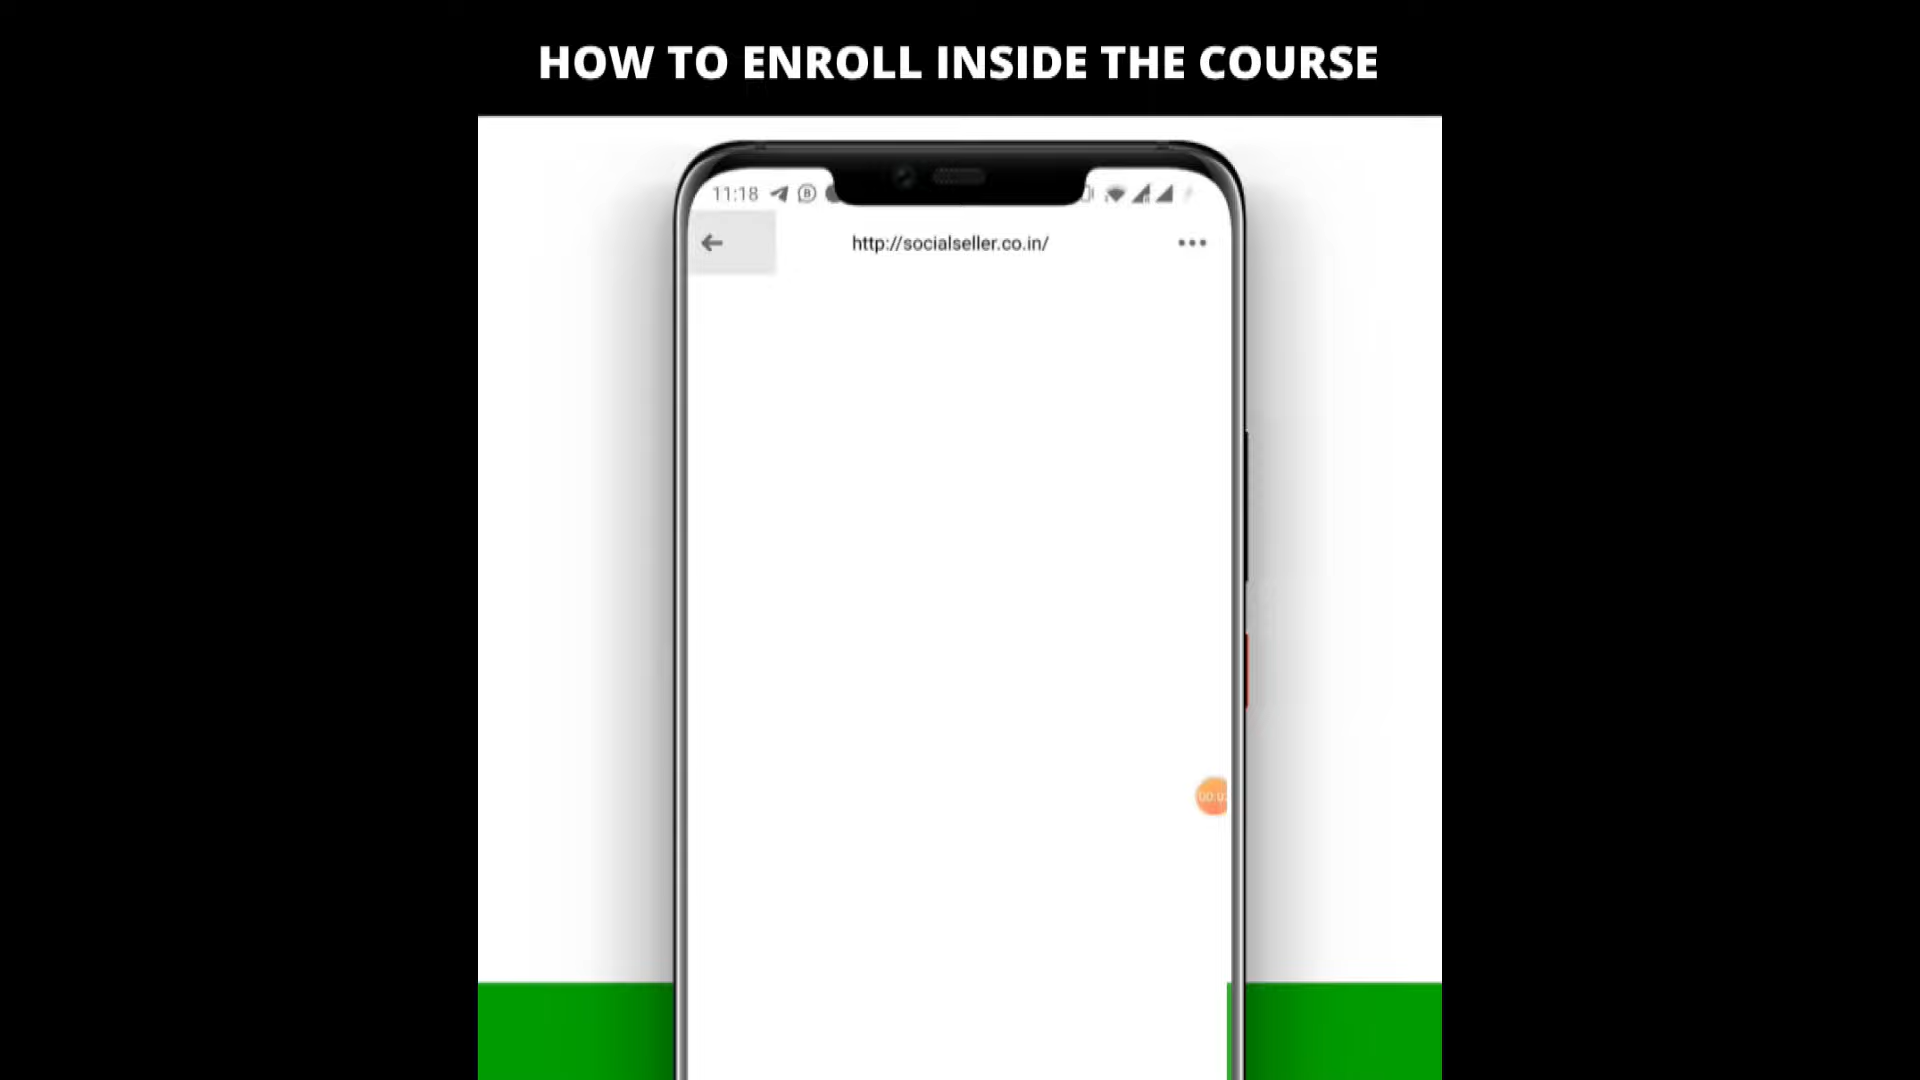 HOW TO ENROLL INSIDE THE COURSE
11:18
http://socialseller.co.in/